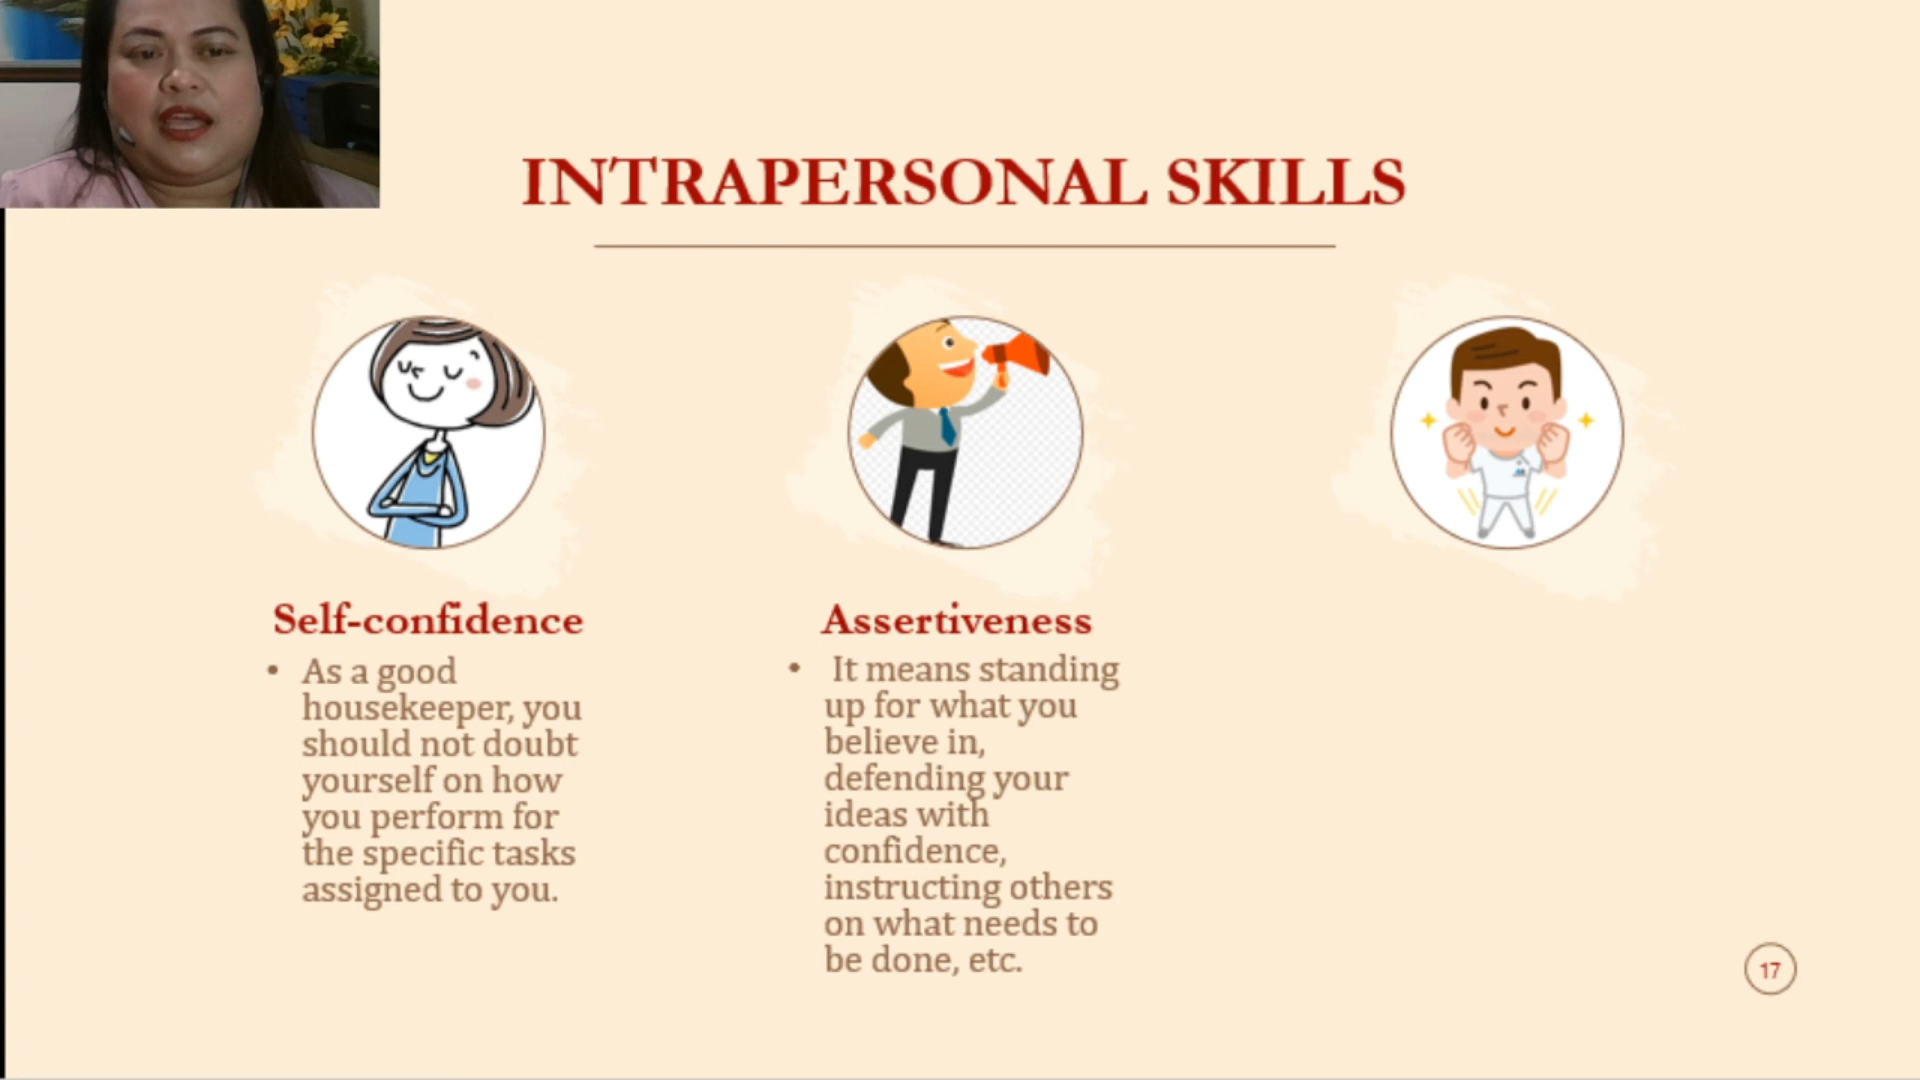 INTRAPERSONAL SKILLS
Self-confidence
• As a good
housekeeper, you
should not doubt
yourself on how
you perform for
the specific tasks
assigned to you.
Assertiveness
• It means standing
up for what you
believe in,
defending your
ideas with
confidence,
instructing others
on what needs to
be done, etc.
17